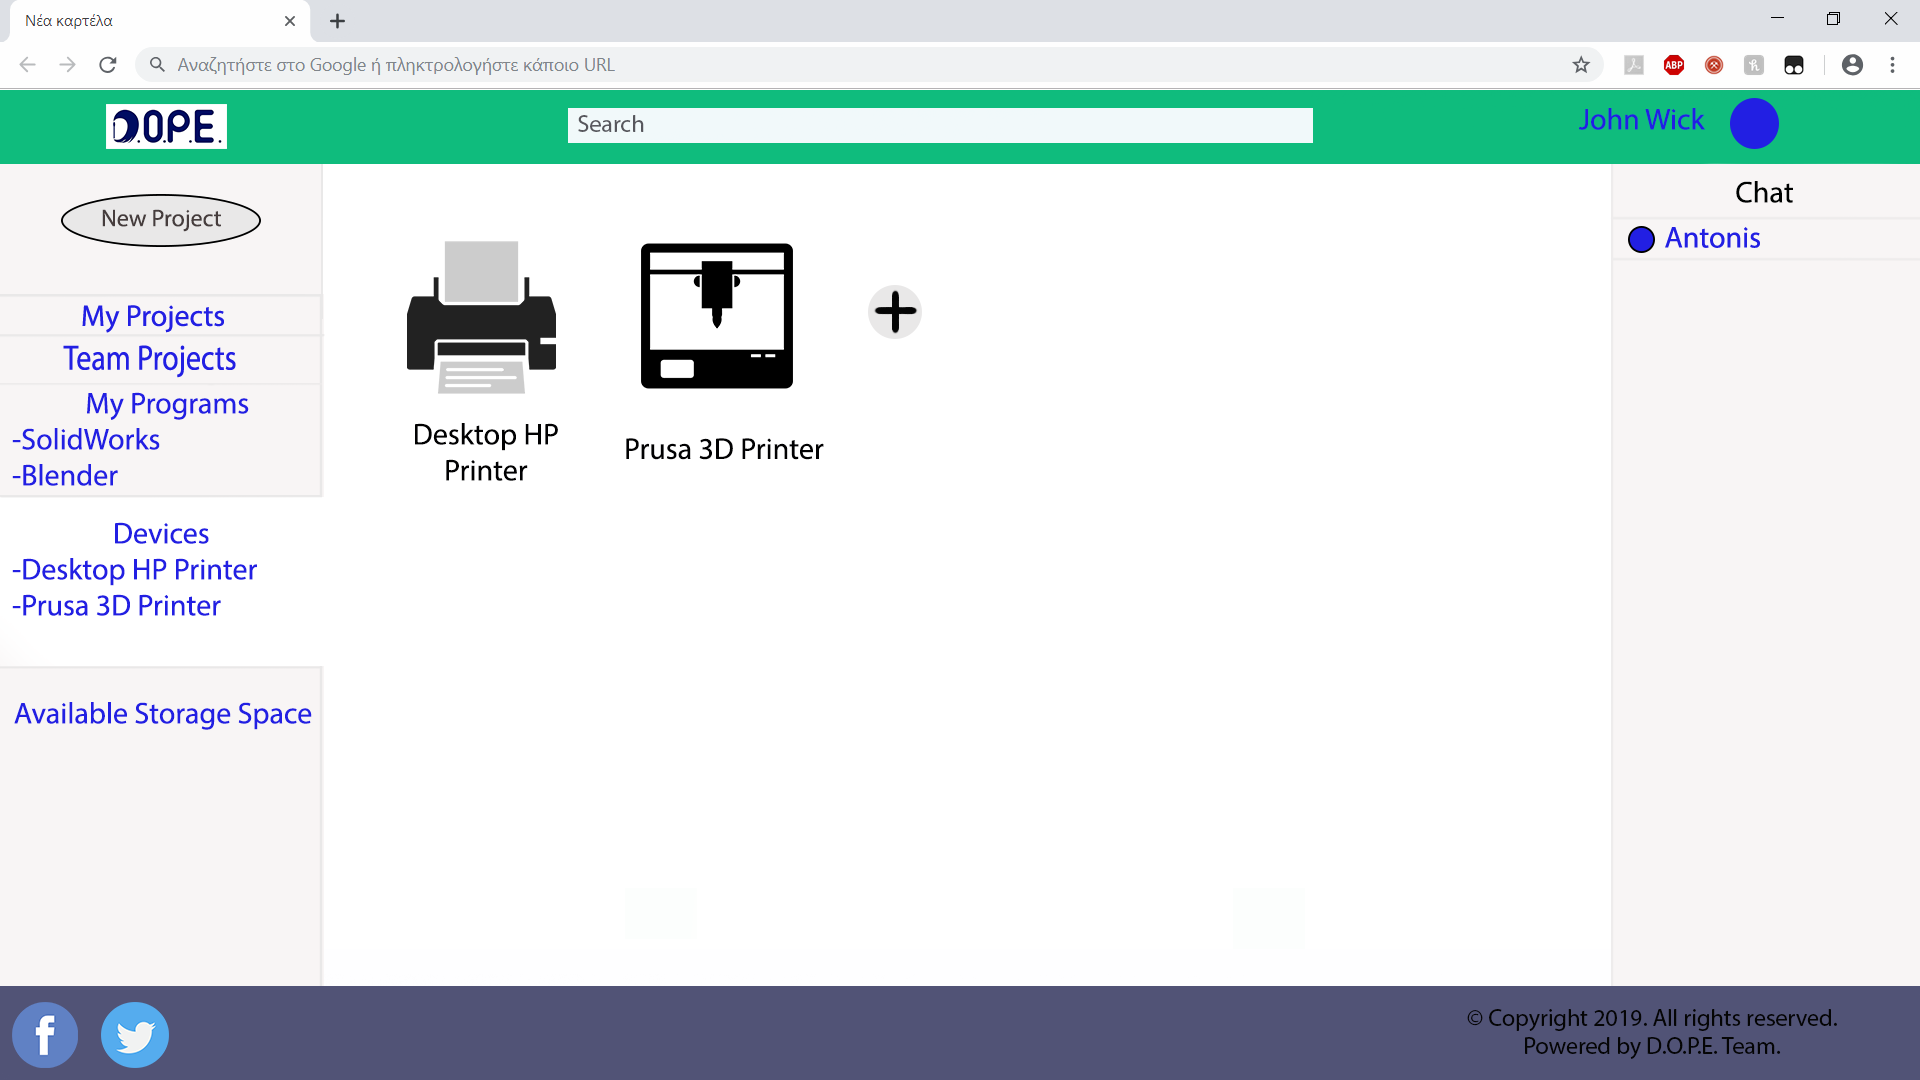 Νέα καρτέλα
Αναζητήστε στο Google ή πληκτρολογήστε κάποιο URL
ABP
D.O.P.E.
Search
John Wick
New Project
My Projects
Team Projects
My Programs
-SolidWorks
-Blender
Devices
-Desktop HP Printer
-Prusa 3D Printer
Available Storage Space
Desktop HP
Printer
Prusa 3D Printer
Chat
Antonis
© Copyright 2019. All rights reserved.
Powered by D.O.P.E. Team.